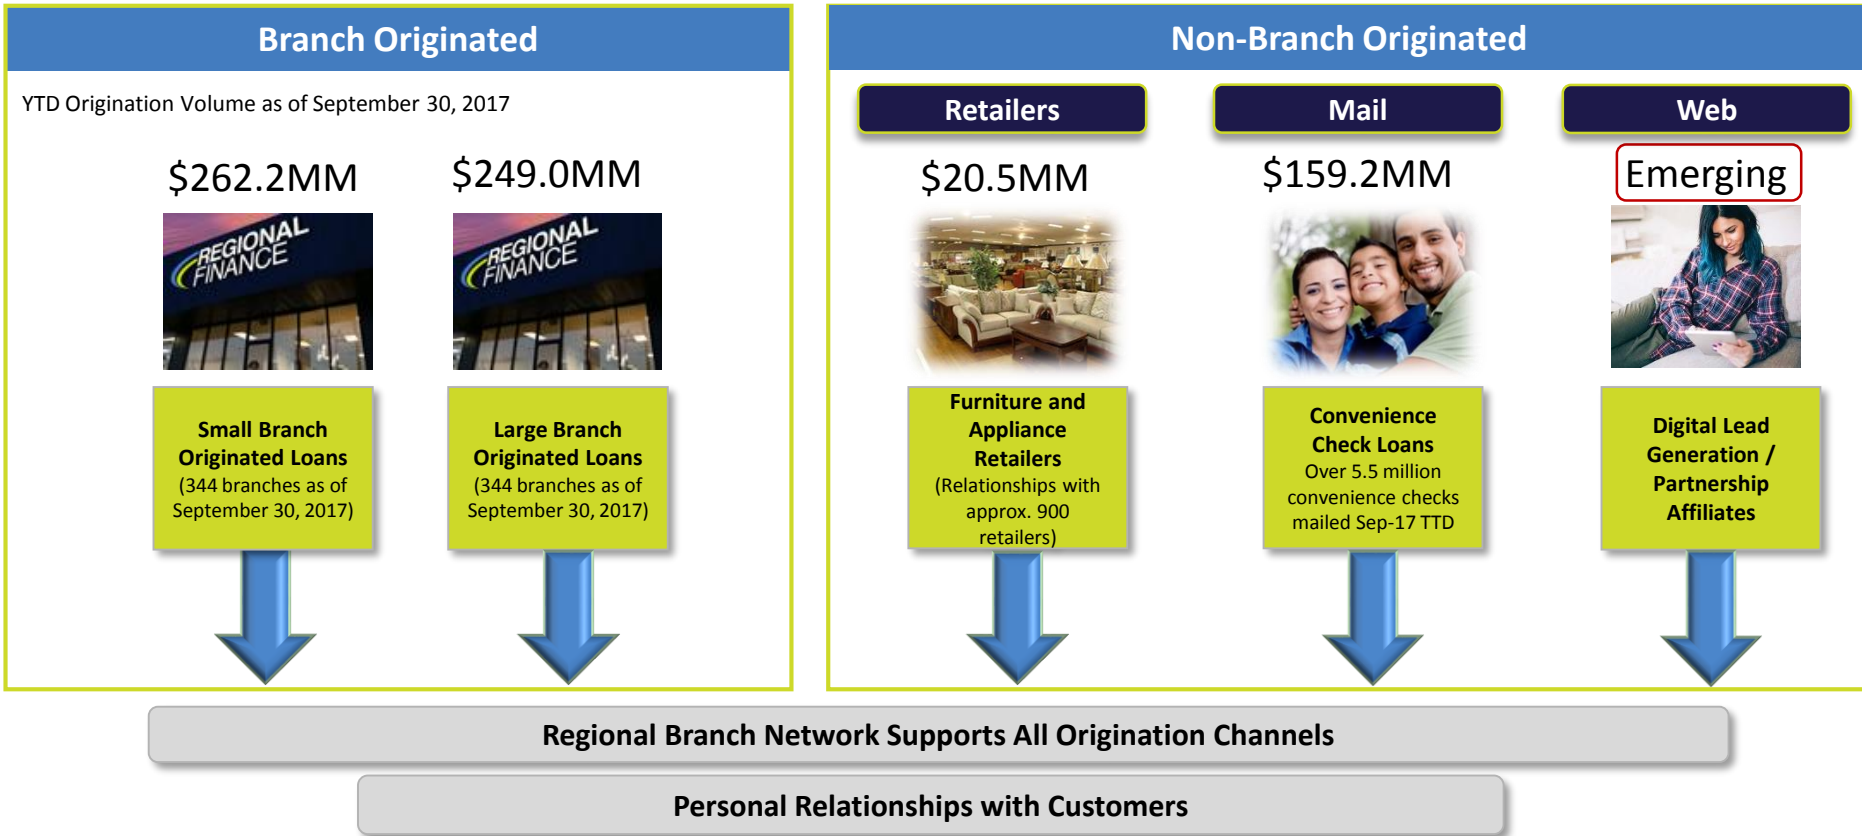 Branch Originated
YTD Origination Volume as of September 30, 2017
$262.2MM
$249.0MM
REGIONAL
FINANCE
REGIONAL
FINANCE
Small Branch
Originated Loans
(344 branches as of
September 30, 2017)
Large Branch
Originated Loans
(344 branches as of
September 30, 2017)
Non-Branch Originated
Retailers
Mail
Web
$20.5MM
$159.2MM
Emerging
Furniture and
Appliance
Retailers
(Relationships with
approx. 900
retailers)
Convenience
Check Loans
Over 5.5 million
convenience checks
mailed Sep-17 TTD
Digital Lead
Generation /
Partnership
Affiliates
Regional Branch Network Supports All Origination Channels
Personal Relationships with Customers